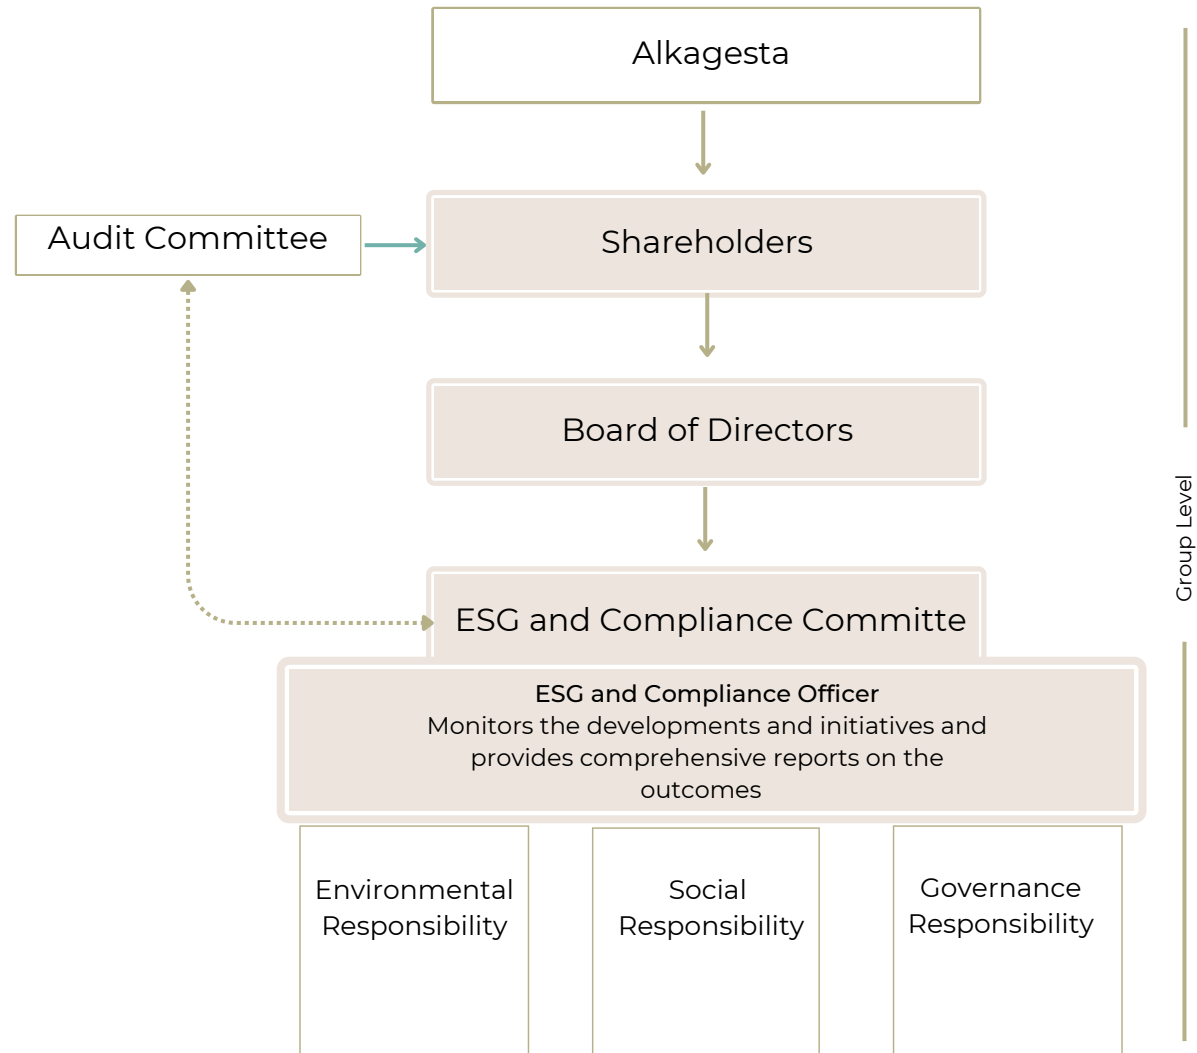 Alkagesta
Audit Committee
Shareholders
Board of Directors
Group Level
ESG and Compliance Committe
ESG and Compliance Officer
Monitors the developments and initiatives and
provides comprehensive reports on the
outcomes
Environmental
Responsibility
Social
Responsibility
Governance
Responsibility